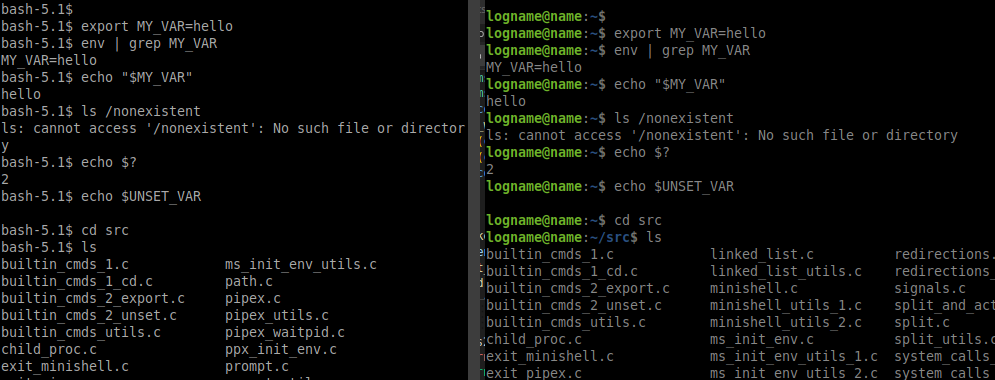 bash-5.1$
bash-5.1$ export MY_VAR=hello
bash-5.1$ env | grep MY_VAR
MY_VAR=hello
bash-5.1$ echo "$MY_VAR"
hello
bash-5.1$ ls /nonexistent
ls: cannot access '/nonexistent': No such file or director
y
bash-5.1$ echo $?
2
bash-5.1$ echo $UNSET_VAR
bash-5.1$ cd src
bash-5.1$ ls
builtin_cmds_1.c ms_init_env_utils.c
builtin_cmds_1_cd.c path.c
builtin_cmds_2_export.c pipex.c
builtin_cmds_2_unset.c pipex_utils.c
builtin_cmds_utils.c pipex_waitpid.c
child_proc.c ppx_init_env.c
exit_minishell.c prompt.c
logname@name:~$
logname@name:~$ export MY_VAR=hello
logname@name:~$ env | grep MY_VAR
MY_VAR=hello
logname@name:~$ echo "$MY_VAR"
hello
logname@name:~$ ls /nonexistent
ls: cannot access '/nonexistent': No such file or directory
logname@name:~$ echo $?
2
logname@name:~$ echo $UNSET_VAR
logname@name:~$ cd src
logname@name:~/src$ ls
builtin_cmds_1.c linked_list.c redirections.
builtin_cmds_1_cd.c linked_list_utils.c redirections_
builtin_cmds_2_export.c minishell.c signals.c
builtin_cmds_2_unset.c minishell_utils_1.c split_and_act
builtin_cmds_utils.c minishell_utils_2.c split.c
child_proc.c ms_init_env.c split_utils.c
exit_minishell.c ms_init_env_utils_1.c system_calls
exit_pipex.c ms_init_env_utils_2.c system_calls